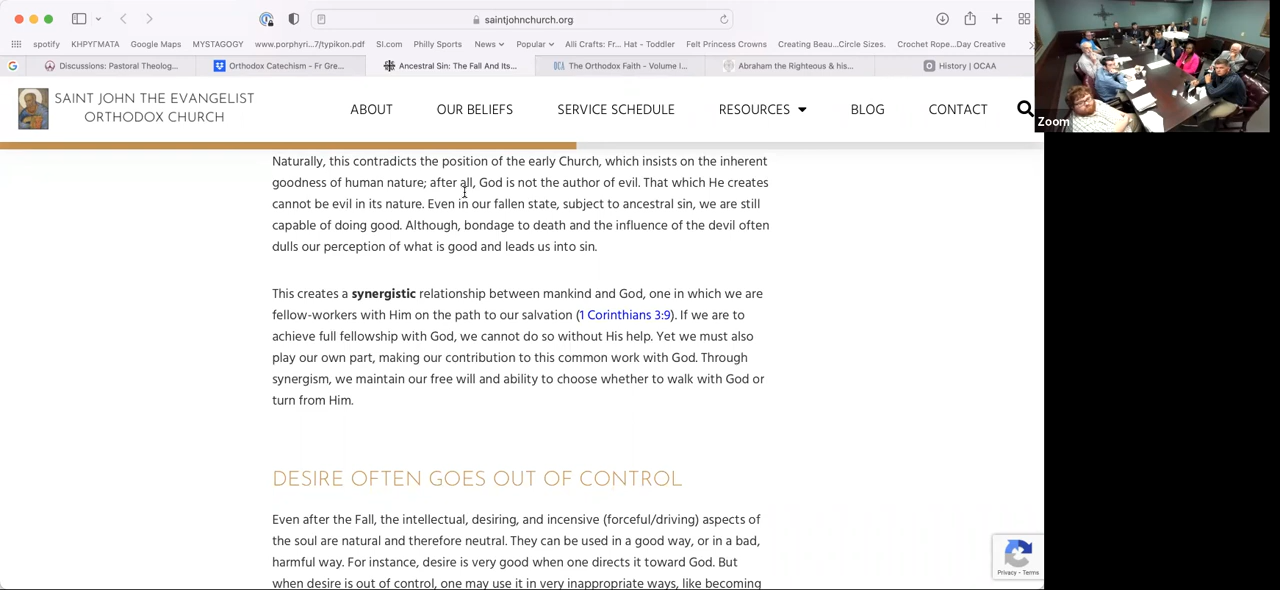 saintjohnchurch.org
spotify
ΚΗΡΥΓΜΑΤΑ
Google Maps
MYSTAGOGY
www.porphyri...7/typikon.pdf
SI.com
Philly Sports
News
Popular
Alli Crafts: Fr... Hat - Toddler
Felt Princess Crowns
Creating Beau...Circle Sizes.
Crochet Rope...Day Creative
G
Discussions: Pastoral Theolog...
Orthodox Catechism - Fr Gre...
Ancestral Sin: The Fall And Its...
The Orthodox Faith - Volume I...
Abraham the Righteous & his...
History | OCAA
SAINT JOHN THE EVANGELIST
ORTHODOX CHURCH
ABOUT
OUR BELIEFS
SERVICE SCHEDULE
RESOURCES
BLOG
CONTACT
Zoom
Naturally, this contradicts the position of the early Church, which insists on the inherent
goodness of human nature; after all, God is not the author of evil. That which He creates
cannot be evil in its nature. Even in our fallen state, subject to ancestral sin, we are still
capable of doing good. Although, bondage to death and the influence of the devil often
dulls our perception of what is good and leads us into sin.
This creates a synergistic relationship between mankind and God, one in which we are
fellow-workers with Him on the path to our salvation (1 Corinthians 3:9). If we are to
achieve full fellowship with God, we cannot do so without His help. Yet we must also
play our own part, making our contribution to this common work with God. Through
synergism, we maintain our free will and ability to choose whether to walk with God or
turn from Him.
DESIRE OFTEN GOES OUT OF CONTROL
Even after the Fall, the intellectual, desiring, and incensive (forceful/driving) aspects of
the soul are natural and therefore neutral. They can be used in a good way, or in a bad,
harmful way. For instance, desire is very good when one directs it toward God. But
when desire is out of control, one may use it in very inappropriate ways, like becoming
Privacy - Terms